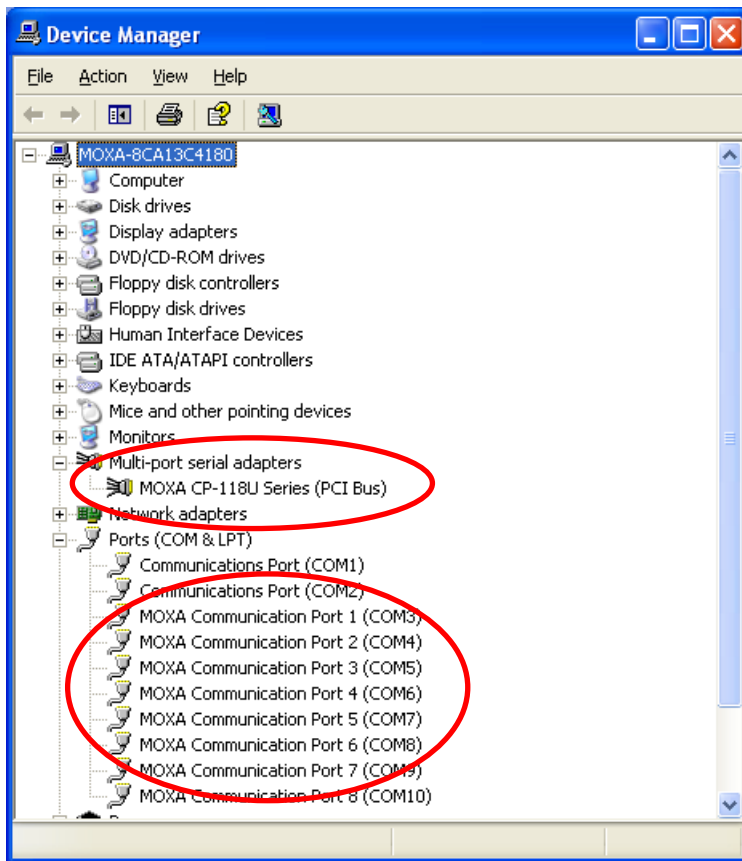 Device Manager
File Action View Help
MOXA-8CA13C4180
Computer
Disk drives
Display adapters
DVD/CD-ROM drives
Floppy disk controllers
Floppy disk drives
Human Interface Devices
IDE ATA/ATAPI controllers
Keyboards
Mice and other pointing devices
Monitors
Multi-port serial adapters
MOXA CP-118U Series (PCI Bus)
Network adapters
Ports (COM & LPT)
Communications Port (COM1)
Communications Port (COM2)
MOXA Communication Port 1 (COM3)
MOXA Communication Port 2 (COM4)
MOXA Communication Port 3 (COM5)
MOXA Communication Port 4 (COM6)
MOXA Communication Port 5 (COM7)
MOXA Communication Port 6 (COM8)
MOXA Communication Port 7 (COM9)
MOXA Communication Port 8 (COM10)